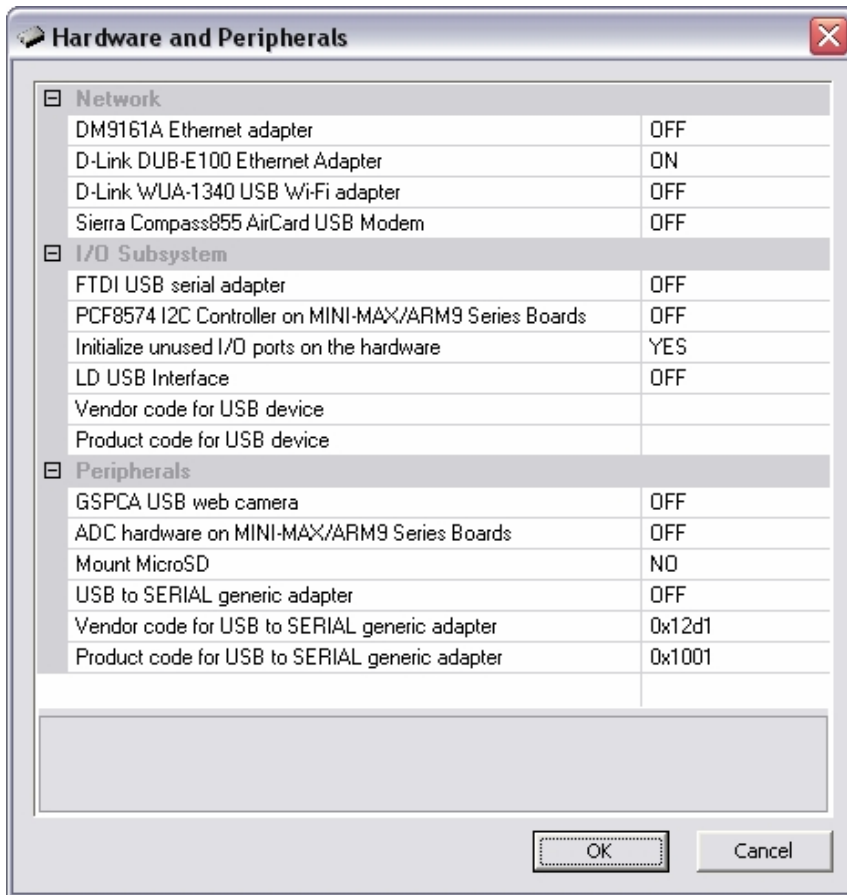 Hardware and Peripherals
Network
DM9161A Ethernet adapter OFF
D-Link DUB-E100 Ethernet Adapter ON
D-Link WUA-1340 USB Wi-Fi adapter OFF
Sierra Compass855 AirCard USB Modem OFF
I/O Subsystem
FTDI USB serial adapter OFF
PCF8574 I2C Controller on MINI-MAX/ARM9 Series Boards OFF
Initialize unused I/O ports on the hardware YES
LD USB Interface OFF
Vendor code for USB device
Product code for USB device
Peripherals
GSPCA USB web camera OFF
ADC hardware on MINI-MAX/ARM9 Series Boards OFF
Mount MicroSD NO
USB to SERIAL generic adapter OFF
Vendor code for USB to SERIAL generic adapter 0x12d1
Product code for USB to SERIAL generic adapter 0x1001
OK Cancel